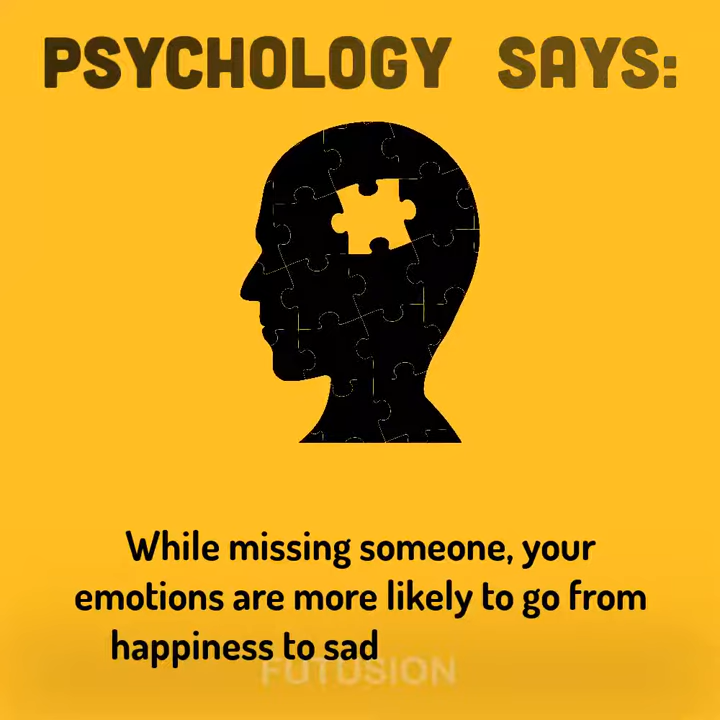 PSYCHOLOGY SAYS:
While missing someone, your
emotions are more likely to go from
happiness to sad
FUTUSION